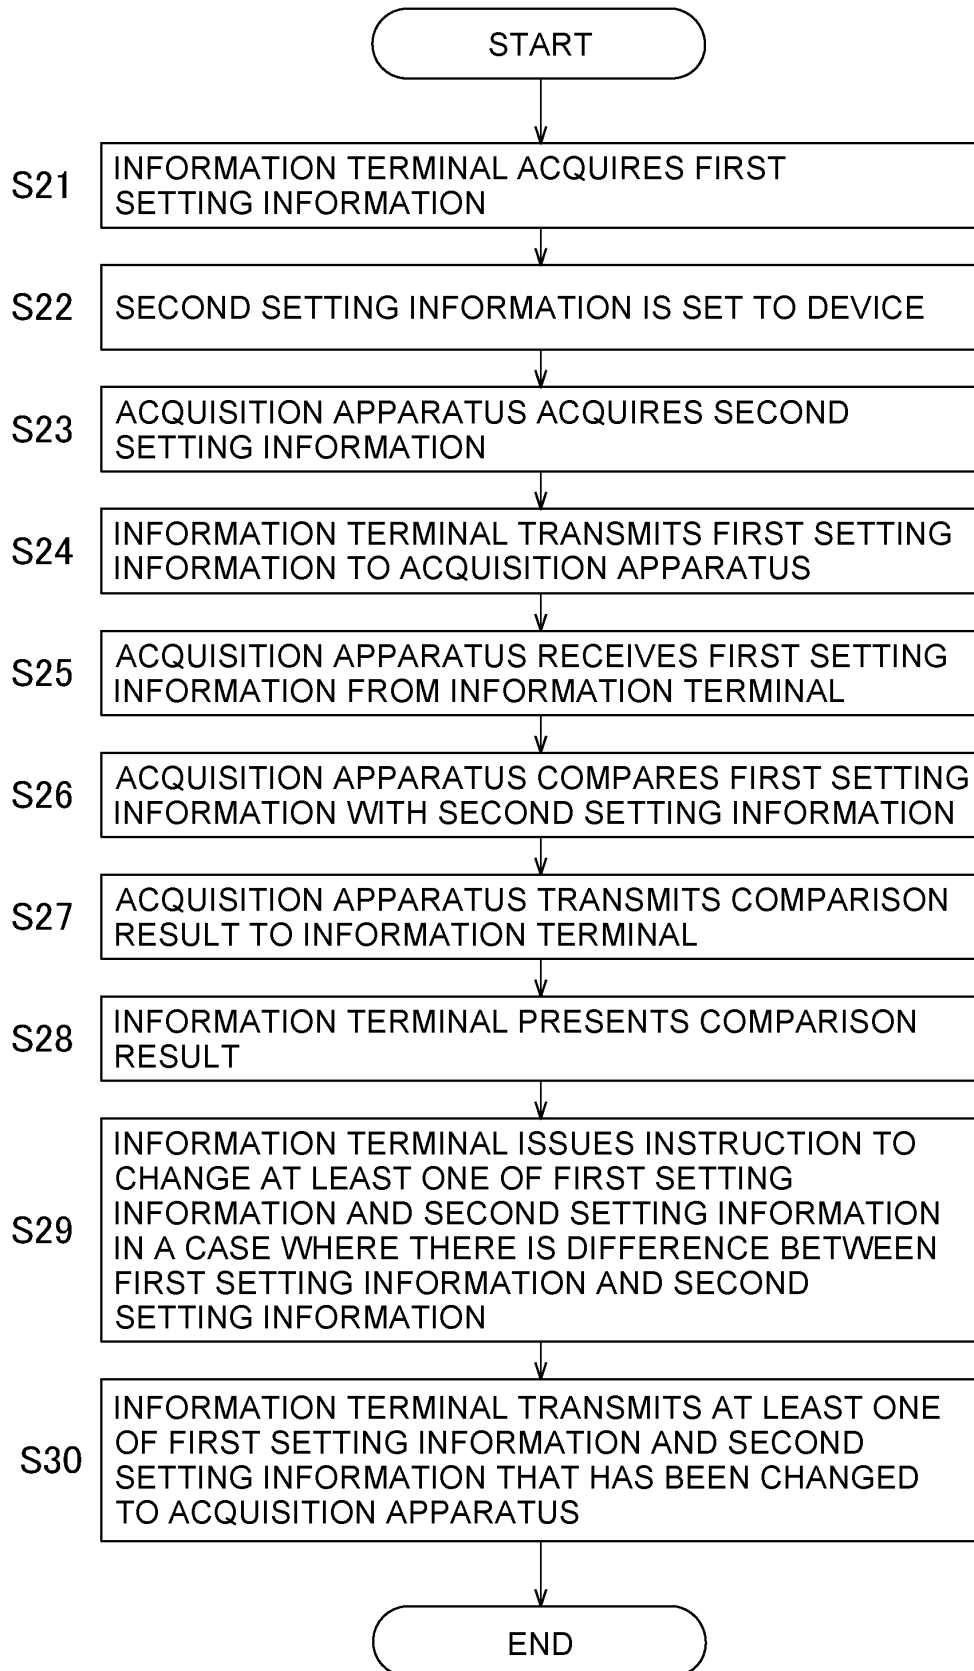 START
S21
INFORMATION TERMINAL ACQUIRES FIRST
SETTING INFORMATION
S22
SECOND SETTING INFORMATION IS SET TO DEVICE
S23
ACQUISITION APPARATUS ACQUIRES SECOND
SETTING INFORMATION
S24
INFORMATION TERMINAL TRANSMITS FIRST SETTING
INFORMATION TO ACQUISITION APPARATUS
S25
ACQUISITION APPARATUS RECEIVES FIRST SETTING
INFORMATION FROM INFORMATION TERMINAL
S26
ACQUISITION APPARATUS COMPARES FIRST SETTING
INFORMATION WITH SECOND SETTING INFORMATION
S27
ACQUISITION APPARATUS TRANSMITS COMPARISON
RESULT TO INFORMATION TERMINAL
S28
INFORMATION TERMINAL PRESENTS COMPARISON
RESULT
S29
INFORMATION TERMINAL ISSUES INSTRUCTION TO
CHANGE AT LEAST ONE OF FIRST SETTING
INFORMATION AND SECOND SETTING INFORMATION
IN A CASE WHERE THERE IS DIFFERENCE BETWEEN
FIRST SETTING INFORMATION AND SECOND
SETTING INFORMATION
S30
INFORMATION TERMINAL TRANSMITS AT LEAST ONE
OF FIRST SETTING INFORMATION AND SECOND
SETTING INFORMATION THAT HAS BEEN CHANGED
TO ACQUISITION APPARATUS
END